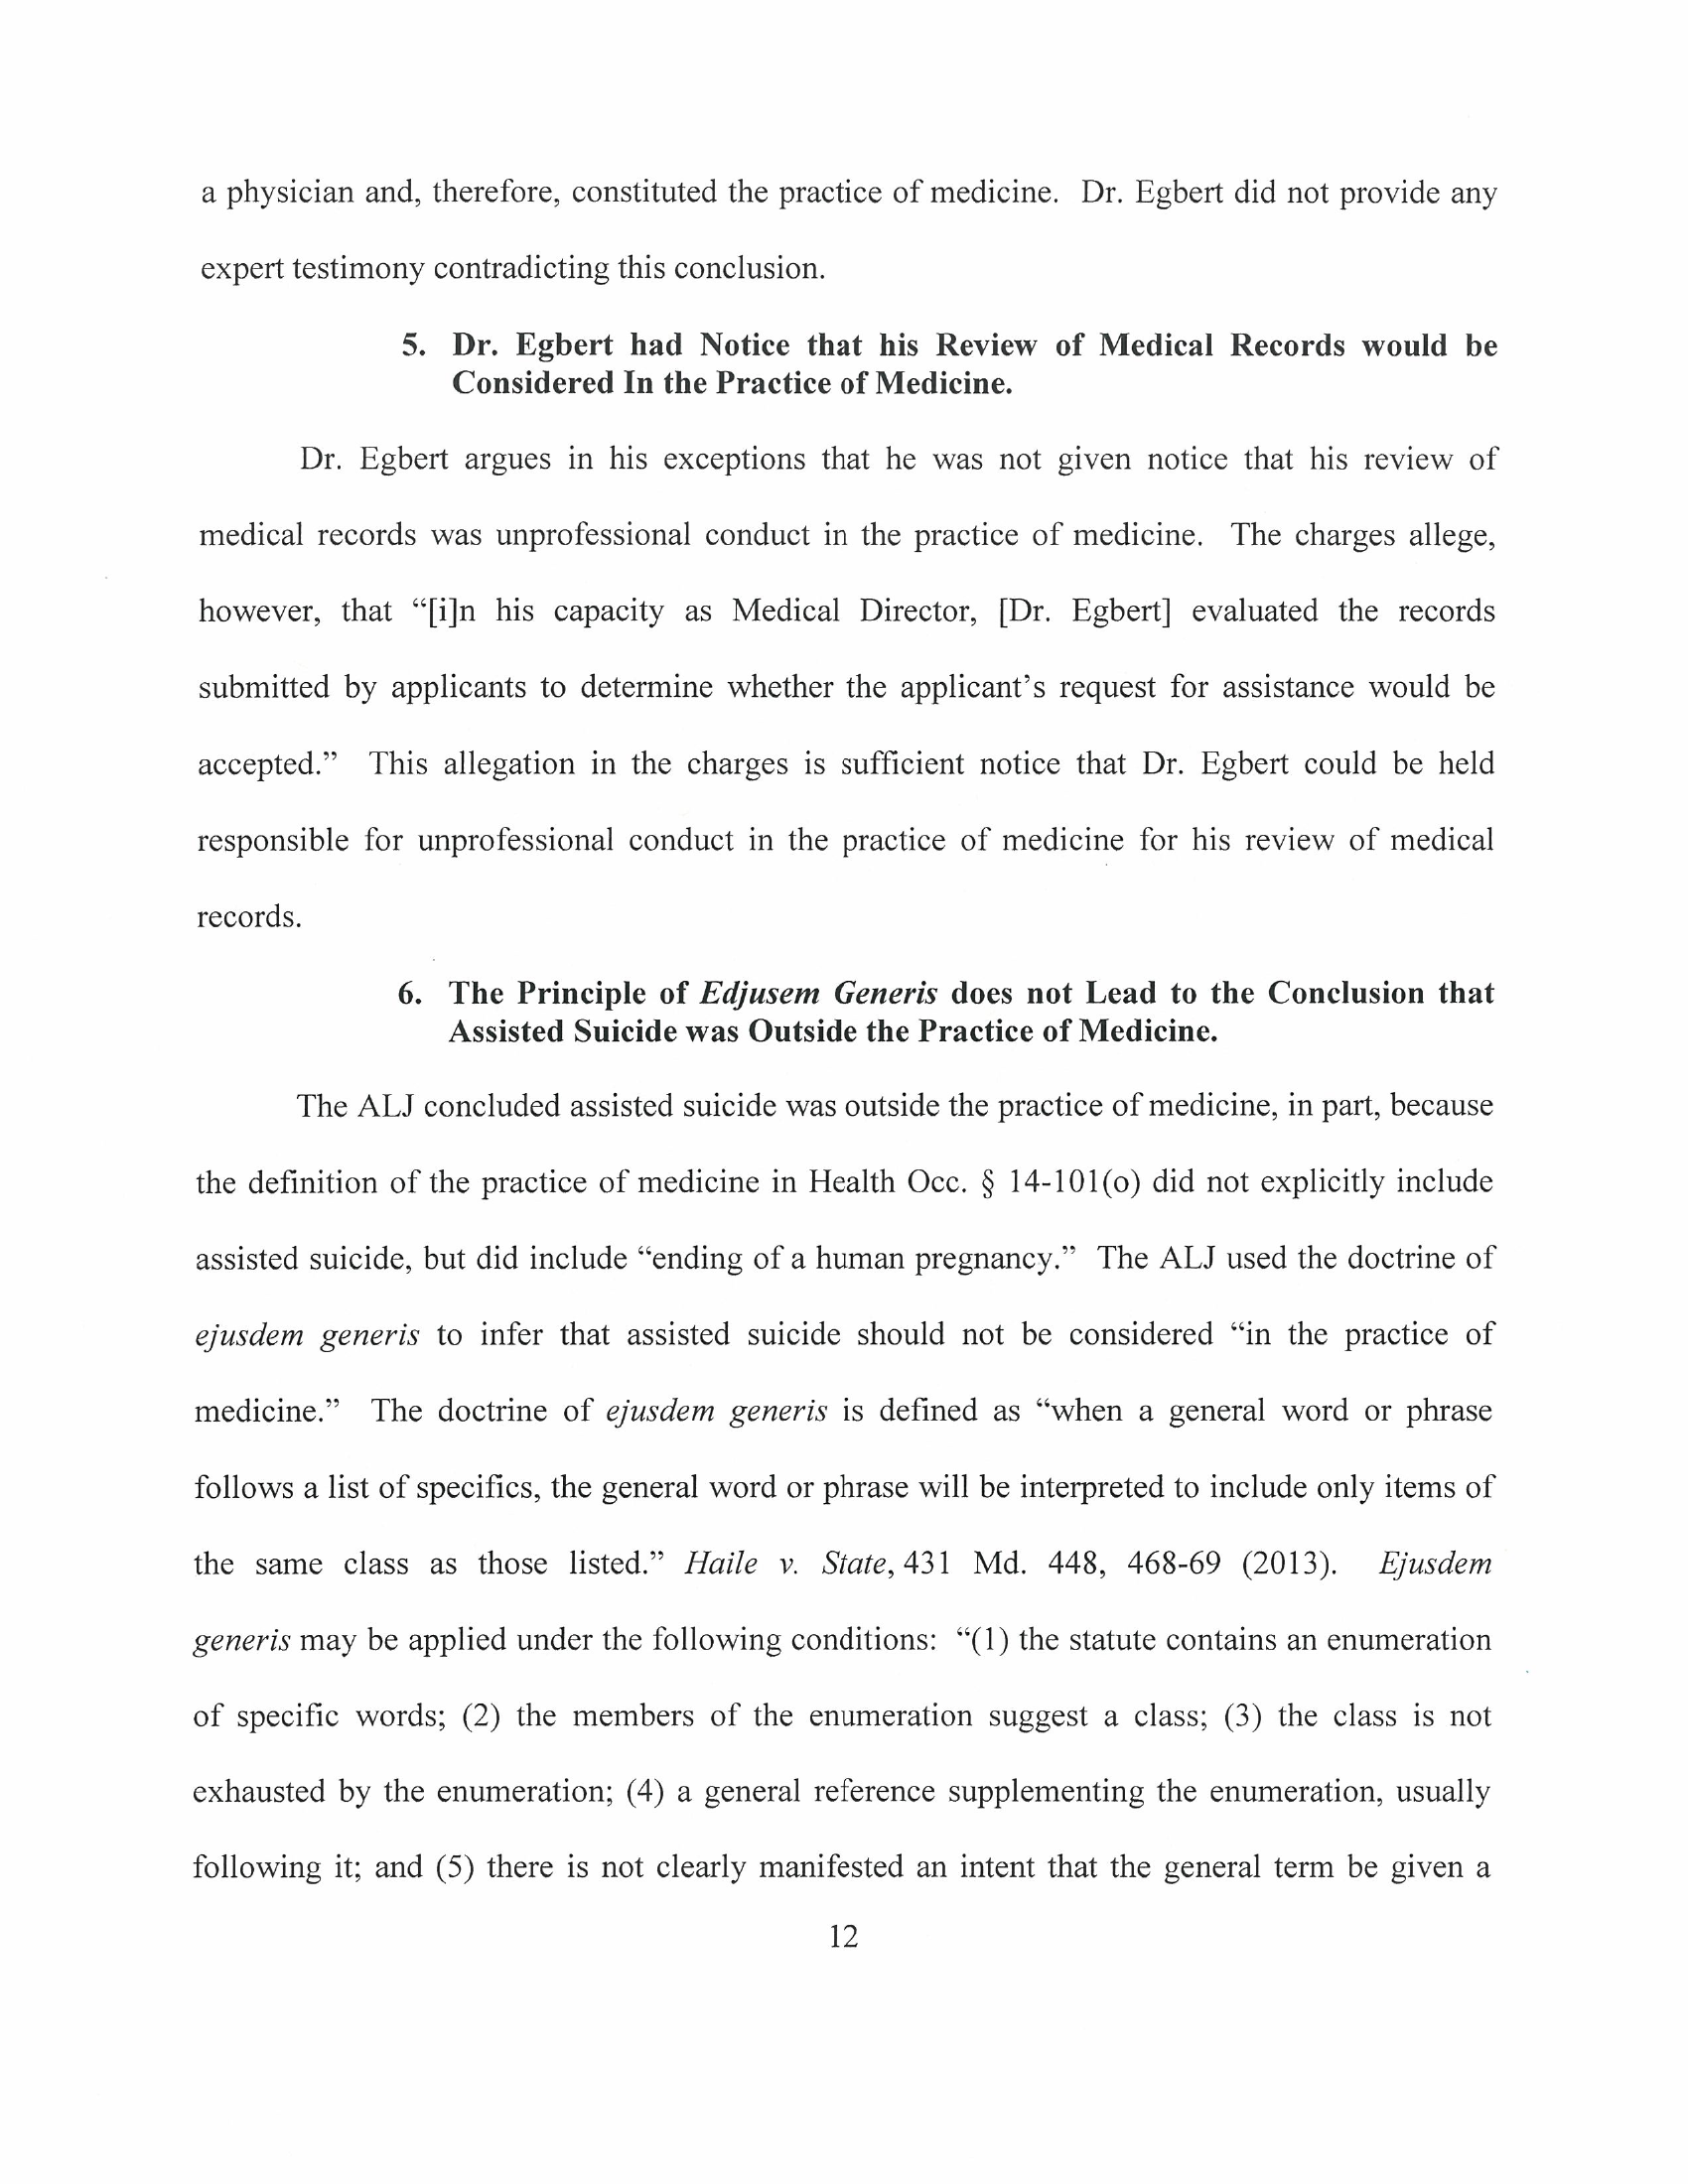 a physician and, therefore, constituted the practice of medicine. Dr. Egbert did not provide any
expert testimony contradicting this conclusion.
5. Dr. Egbert had Notice that his Review of Medical Records would be
Considered In the Practice of Medicine.
Dr. Egbert argues in his exceptions that he was not given notice that his review of
medical records was unprofessional conduct in the practice of medicine. The charges allege,
however, that “[i]n his capacity as Medical Director, [Dr. Egbert] evaluated the records
submitted by applicants to determine whether the applicant’s request for assistance would be
accepted.” This allegation in the charges is sufficient notice that Dr. Egbert could be held
responsible for unprofessional conduct in the practice of medicine for his review of medical
records.
6. The Principle of Edjusem Generis does not Lead to the Conclusion that
Assisted Suicide was Outside the Practice of Medicine.
The ALJ concluded assisted suicide was outside the practice of medicine, in part, because
the definition of the practice of medicine in Health Occ. § 14-101(o) did not explicitly include
assisted suicide, but did include “ending of a human pregnancy.” The ALJ used the doctrine of
ejusdem generis to infer that assisted suicide should not be considered “in the practice of
medicine.” The doctrine of ejusdem generis is defined as “when a general word or phrase
follows a list of specifics, the general word or phrase will be interpreted to include only items of
the same class as those listed.” Haile v. State, 431 Md. 448, 468-69 (2013). Ejusdem
generis may be applied under the following conditions: “(1) the statute contains an enumeration
of specific words; (2) the members of the enumeration suggest a class; (3) the class is not
exhausted by the enumeration; (4) a general reference supplementing the enumeration, usually
following it; and (5) there is not clearly manifested an intent that the general term be given a
12